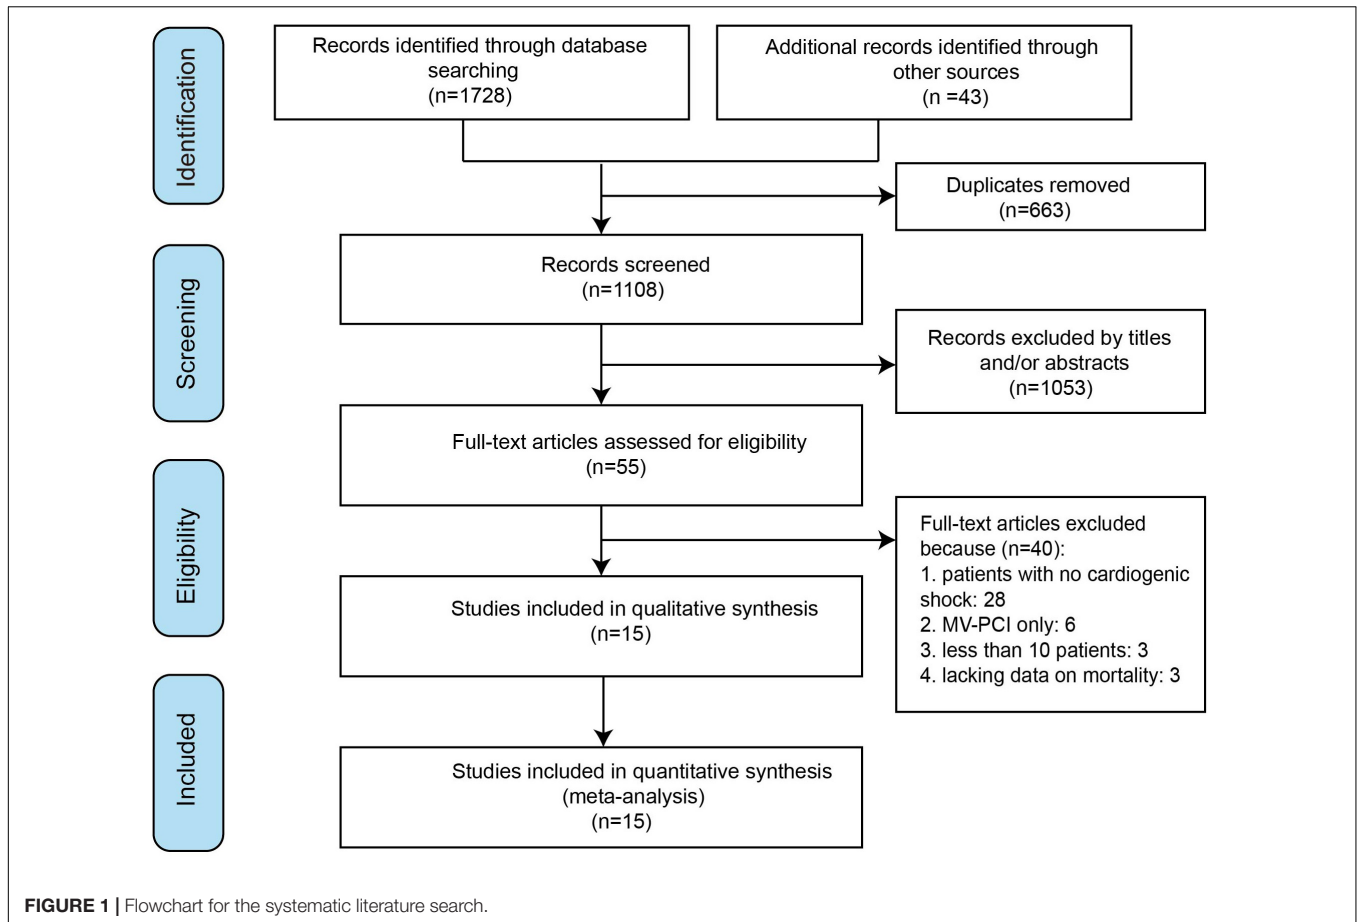 Identification
Records identified through database
searching
(n=1728)
Additional records identified through
other sources
(n =43)
Duplicates removed
(n=663)
Screening
Records screened
(n=1108)
Records excluded by titles
and/or abstracts
(n=1053)
Full-text articles assessed for eligibility
(n=55)
Eligibility
Full-text articles excluded
because (n=40):
1. patients with no cardiogenic
shock: 28
2. MV-PCI only: 6
3. less than 10 patients: 3
4. lacking data on mortality: 3
Studies included in qualitative synthesis
(n=15)
Included
Studies included in quantitative synthesis
(meta-analysis)
(n=15)
FIGURE 1 | Flowchart for the systematic literature search.